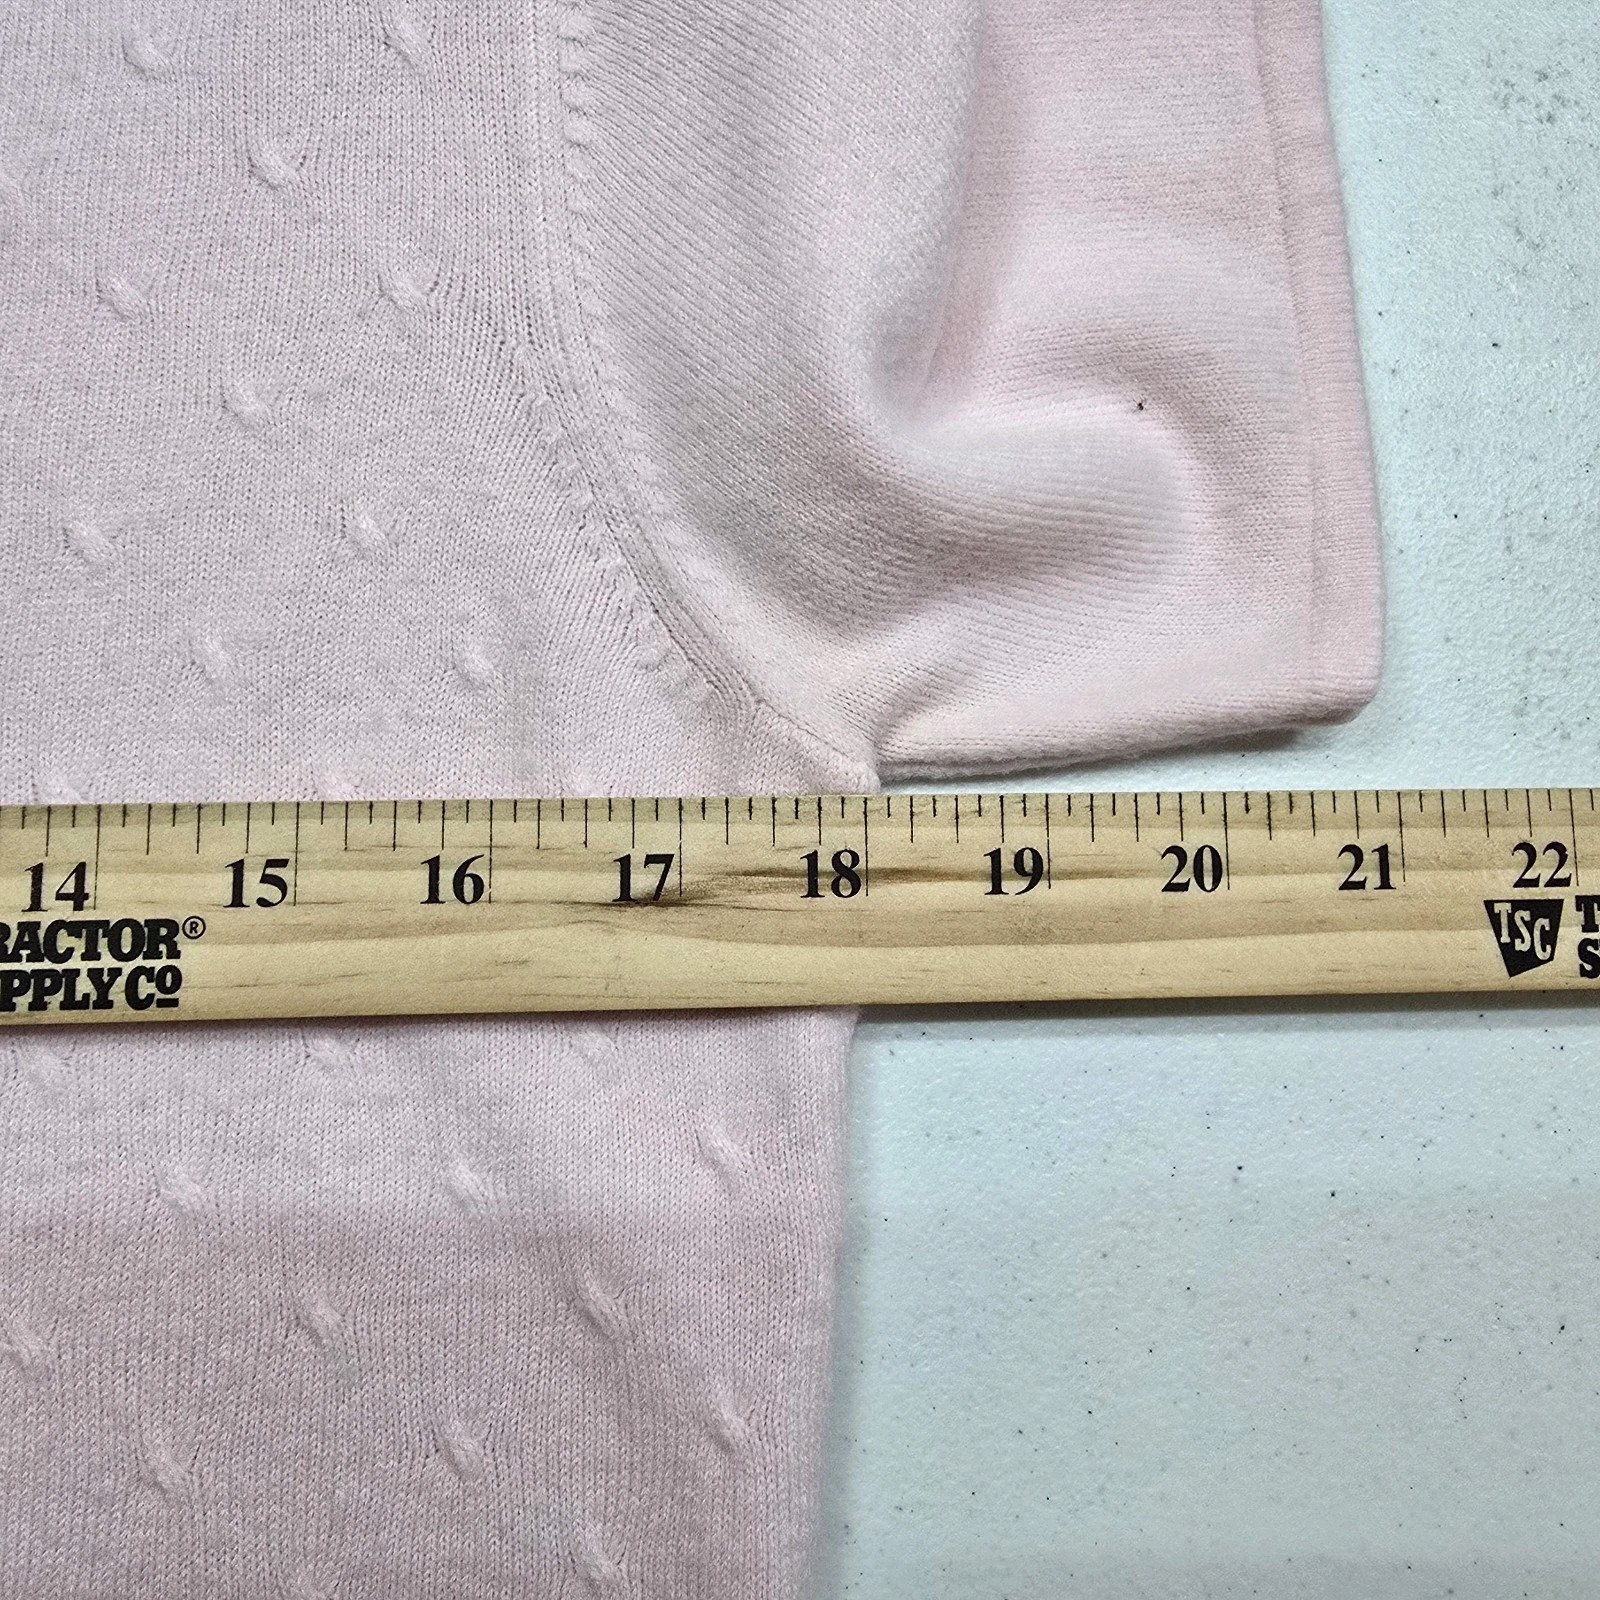 14 15 16 17 18 19 20 21 22
RACTOR®
PPLY Cº
TSC
T
S